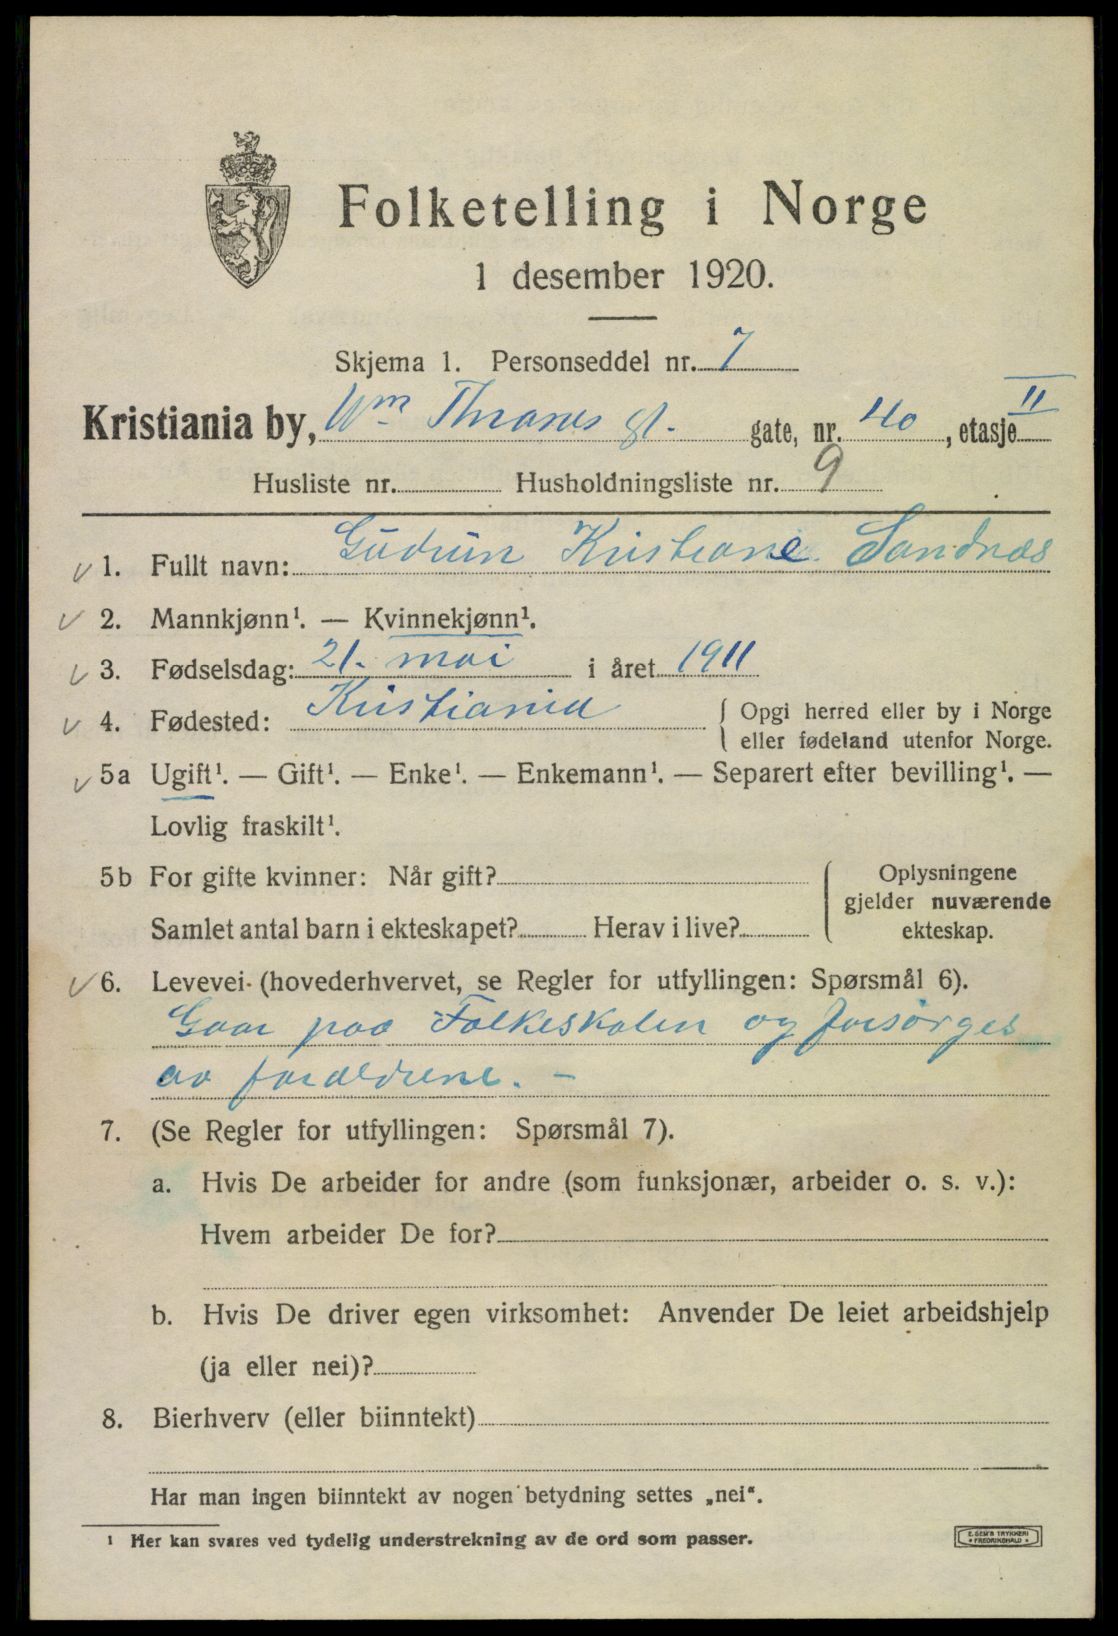 Folketelling i Norge
1 desember 1920.
Skjema 1. Personseddel nr. 7
Kristiania by, Wm Thranes gt. gate, nr. 40, etasje II
Husliste nr. Husholdningsliste nr. 9
1. Fullt navn: Gudrun Kristiane Sandnæs
2. Mannkjønn¹. — Kvinnekjønn¹.
3. Fødselsdag: 21. mai i året 1911
4. Fødested: Kristiania { Opgi herred eller by i Norge
eller fødeland utenfor Norge.
5a Ugift¹. — Gift¹. — Enke¹. — Enkemann¹. — Separert efter bevilling¹. —
Lovlig fraskilt¹.
5b For gifte kvinner: Når gift? Oplysningene
gjelder nuværende
Samlet antal barn i ekteskapet? Herav i live? ekteskap.
6. Levevei (hovederhvervet, se Regler for utfyllingen: Spørsmål 6).
Gaar paa Folkeskolen og forsørges
av forældrene. —
7. (Se Regler for utfyllingen: Spørsmål 7).
a. Hvis De arbeider for andre (som funksjonær, arbeider o. s. v.):
Hvem arbeider De for?
b. Hvis De driver egen virksomhet: Anvender De leiet arbeidshjelp
(ja eller nei)?
8. Bierhverv (eller biinntekt)
Har man ingen biinntekt av nogen betydning settes „nei“.
¹ Her kan svares ved tydelig understrekning av de ord som passer.
E. SEM'S TRYKKERI
FREDRIKSHALD